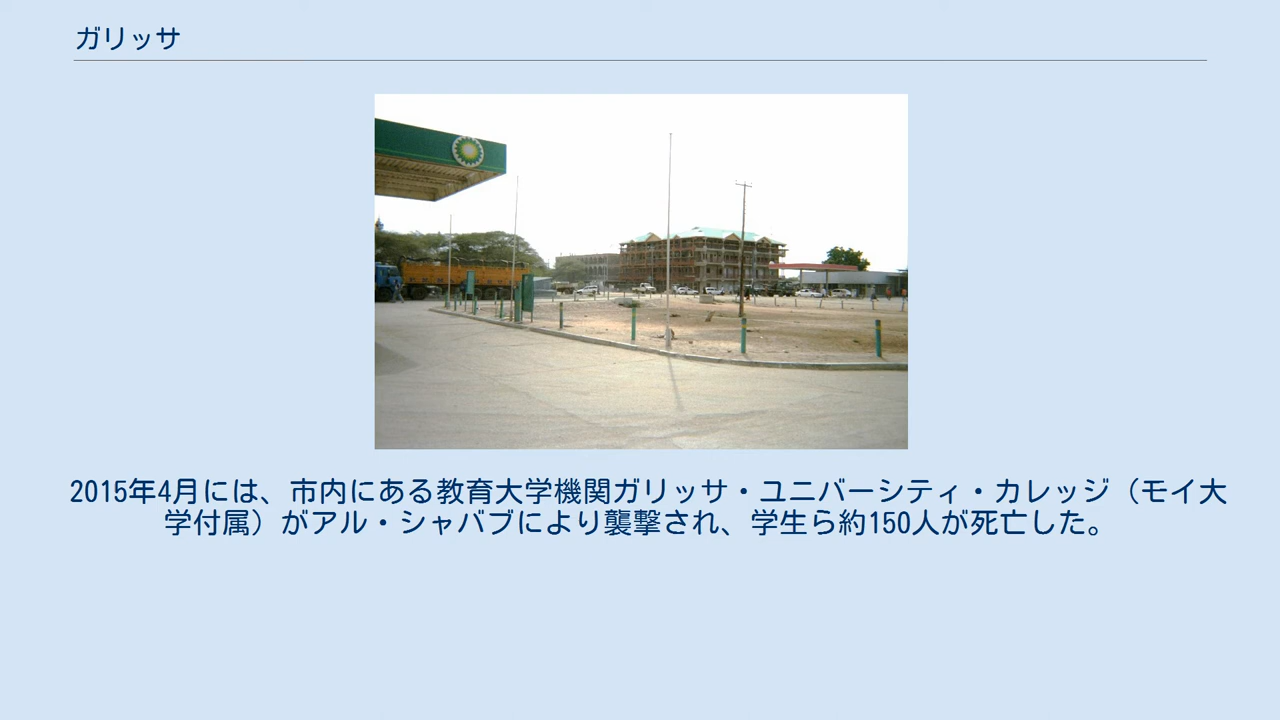 ガリッサ
2015年4月には、市内にある教育大学機関ガリッサ・ユニバーシティ・カレッジ（モイ大
学付属）がアル・シャバブにより襲撃され、学生ら約150人が死亡した。